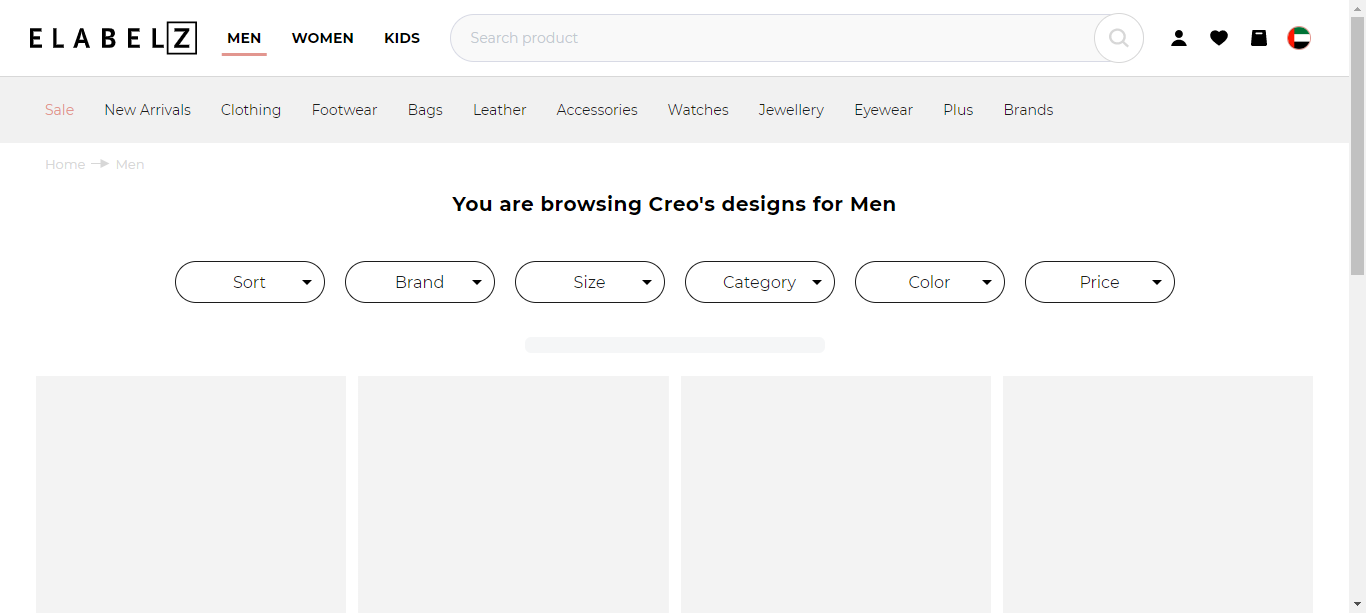 ELABELZ MEN WOMEN KIDS Search product
Sale New Arrivals Clothing Footwear Bags Leather Accessories Watches Jewellery Eyewear Plus Brands
Home Men
You are browsing Creo's designs for Men
Sort Brand Size Category Color Price